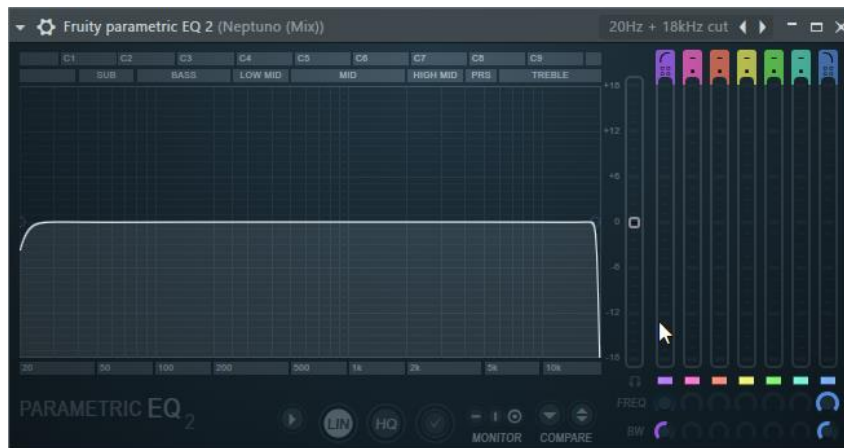 Fruity parametric EQ 2 (Neptuno (Mix)) 20Hz + 18kHz cut
C1 C2 C3 C4 C5 C6 C7 C8 C9
SUB BASS LOW MID MID HIGH MID PRS TREBLE
+18
+12
+6
0
-6
-12
-18
20 50 100 200 500 1k 2k 5k 10k
PARAMETRIC EQ 2
LIN HQ
MONITOR COMPARE
FREQ
BW